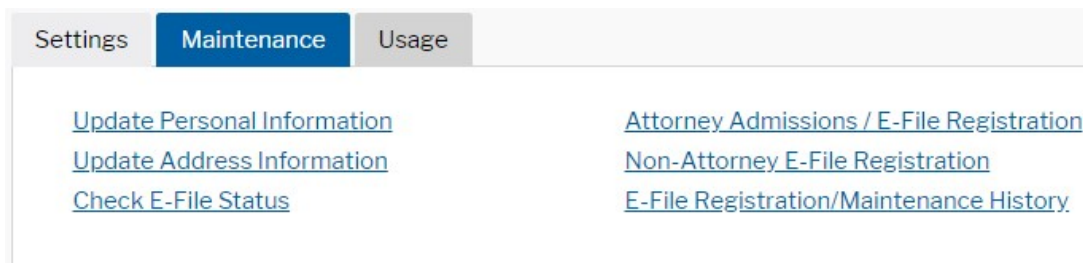 Settings Maintenance Usage
Update Personal Information
Update Address Information
Check E-File Status
Attorney Admissions / E-File Registration
Non-Attorney E-File Registration
E-File Registration/Maintenance History